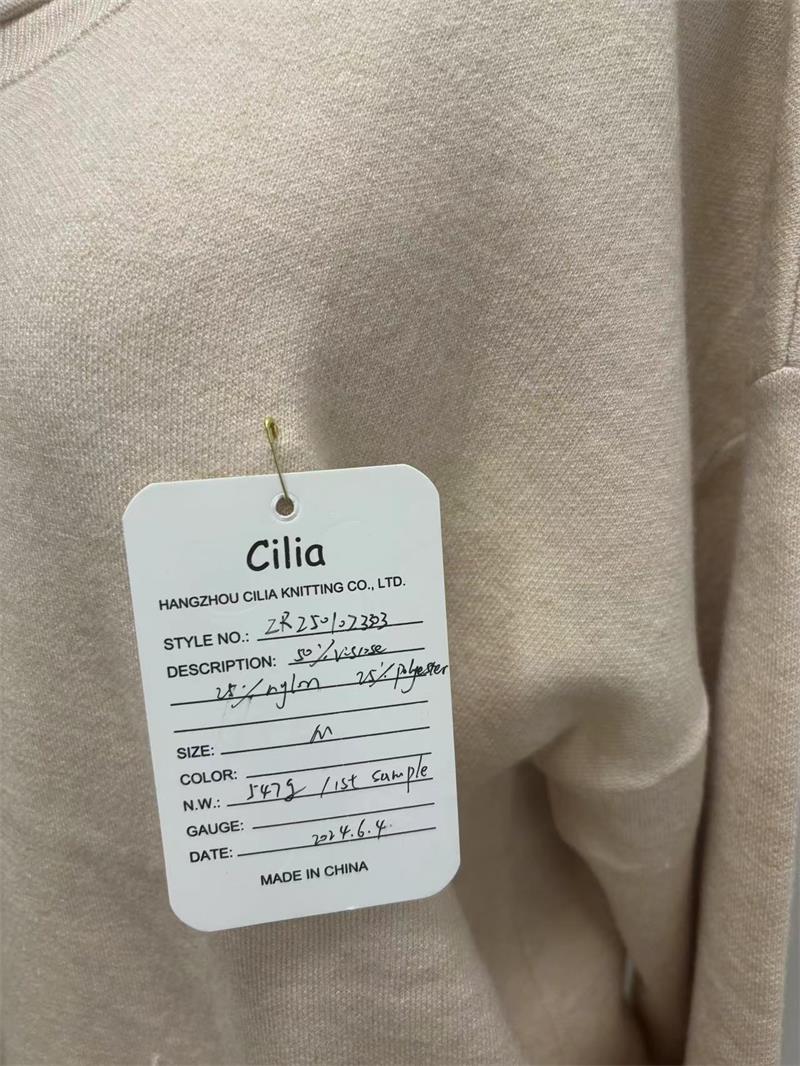 Cilia
HANGZHOU CILIA KNITTING CO., LTD.
STYLE NO.: ZR250107333
DESCRIPTION: 50% viscose
25% nylon 25% polyester
SIZE: M
COLOR:
N.W.: 547g / 1st sample
GAUGE:
DATE: 2024.6.4.
MADE IN CHINA